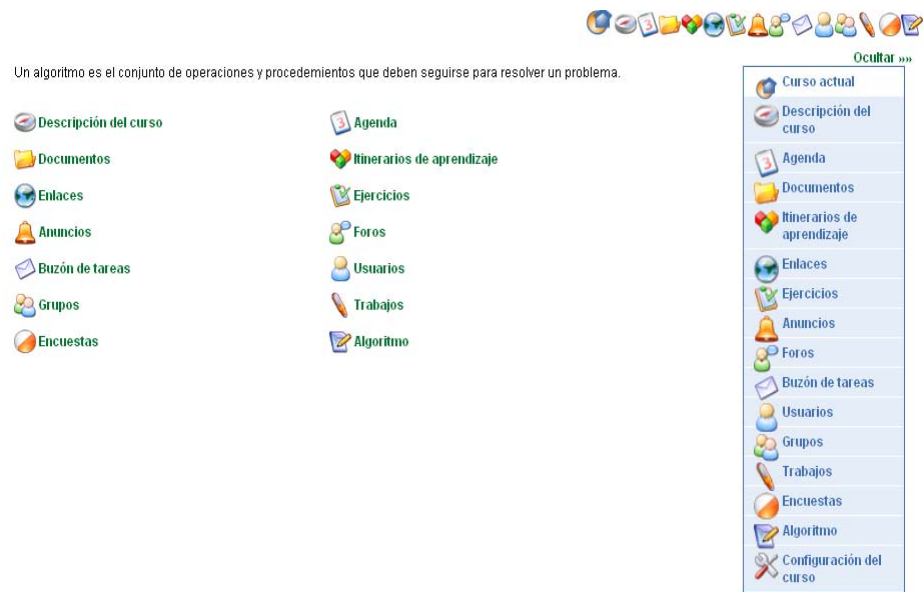 Ocultar »»
Un algoritmo es el conjunto de operaciones y procedemientos que deben seguirse para resolver un problema.
Descripción del curso
Agenda
Documentos
Itinerarios de aprendizaje
Enlaces
Ejercicios
Anuncios
Foros
Buzón de tareas
Usuarios
Grupos
Trabajos
Encuestas
Algoritmo
Curso actual
Descripción del
curso
Agenda
Documentos
Itinerarios de
aprendizaje
Enlaces
Ejercicios
Anuncios
Foros
Buzón de tareas
Usuarios
Grupos
Trabajos
Encuestas
Algoritmo
Configuración del
curso